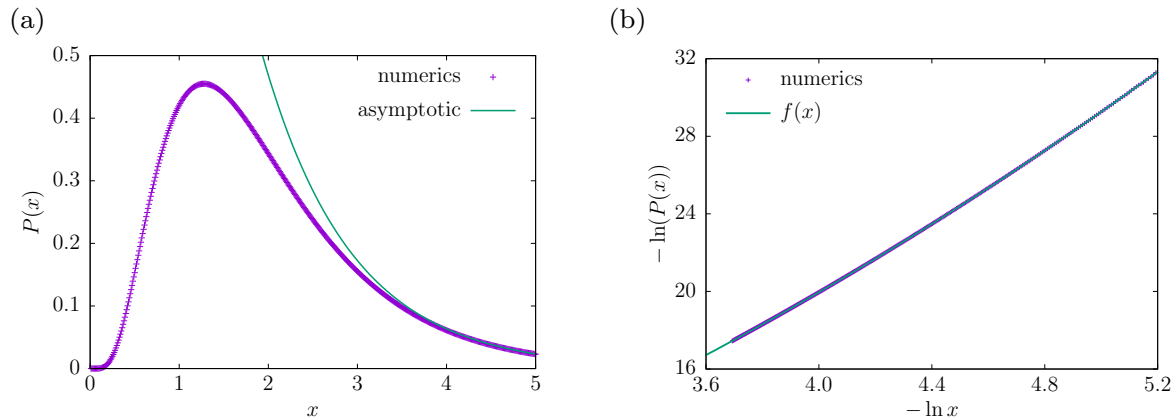 (a)
0.5
0.4
0.3
0.2
0.1
0
P(x)
numerics
asymptotic
0 1 2 3 4 5
x
(b)
32
28
24
20
16
− ln(P(x))
numerics
f(x)
3.6 4.0 4.4 4.8 5.2
− ln x